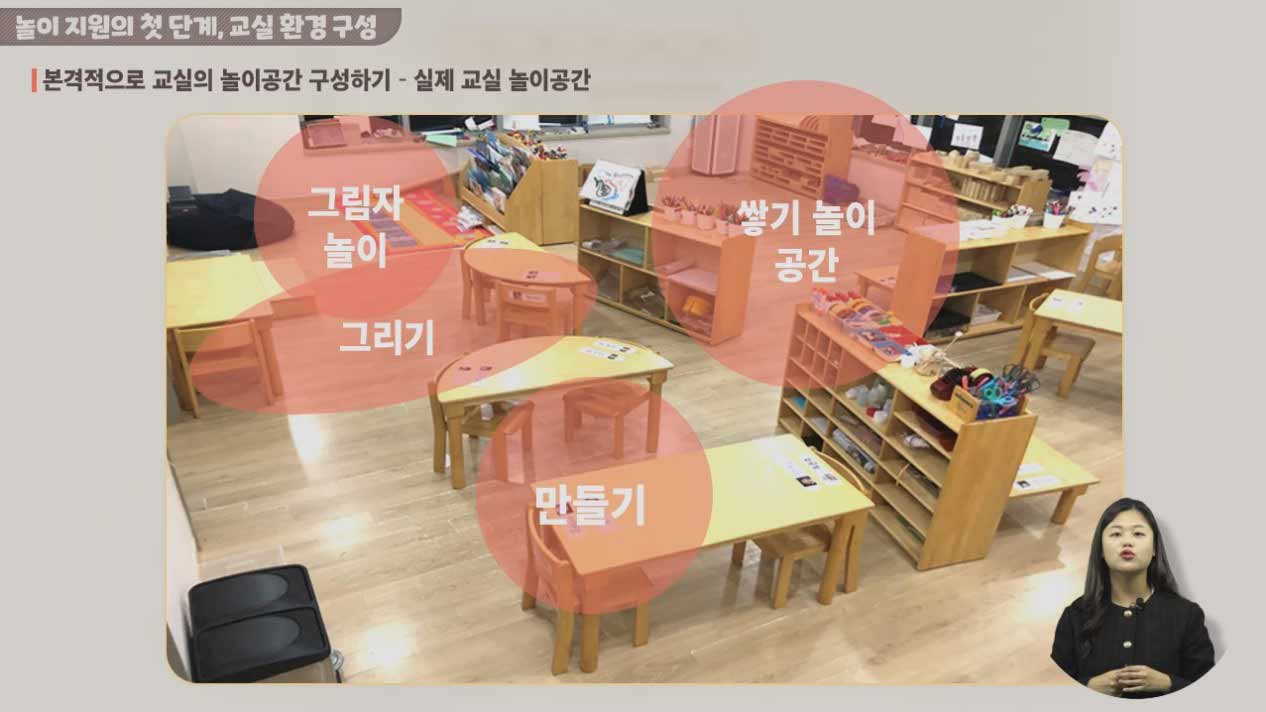 놀이 지원의 첫 단계, 교실 환경 구성
본격적으로 교실의 놀이공간 구성하기 - 실제 교실 놀이공간
그림자
놀이
쌓기 놀이
공간
그리기
만들기